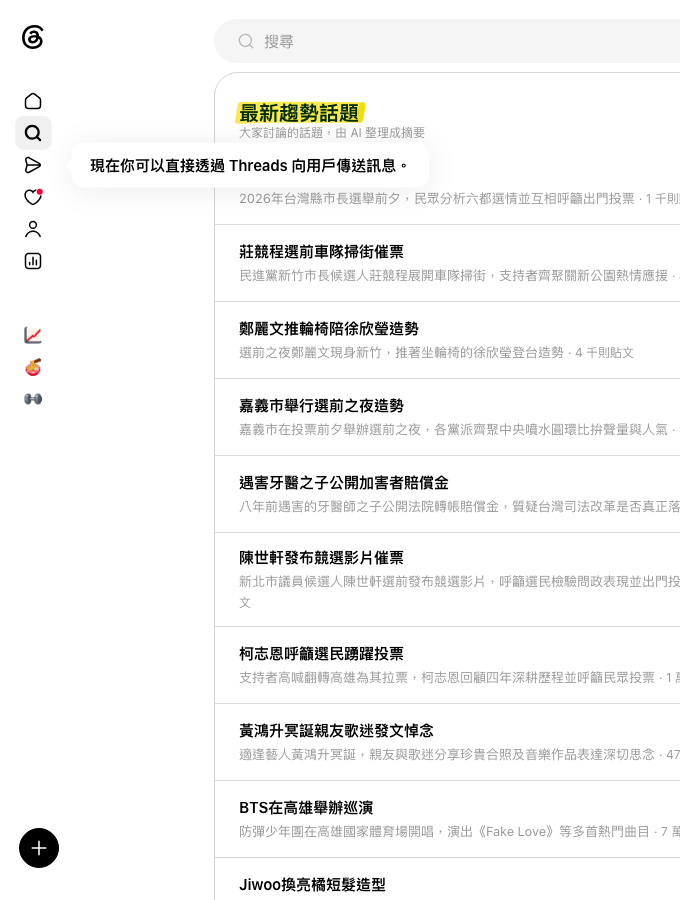 搜尋
最新趨勢話題
大家討論的話題，由 AI 整理成摘要
現在你可以直接透過 Threads 向用戶傳送訊息。
2026年台灣縣市長選舉前夕，民眾分析六都選情並互相呼籲出門投票 · 1 千則
莊競程選前車隊掃街催票
民進黨新竹市長候選人莊競程展開車隊掃街，支持者齊聚關新公園熱情應援 ·
鄭麗文推輪椅陪徐欣瑩造勢
選前之夜鄭麗文現身新竹，推著坐輪椅的徐欣瑩登台造勢 · 4 千則貼文
嘉義市舉行選前之夜造勢
嘉義市在投票前夕舉辦選前之夜，各黨派齊聚中央噴水圓環比拚聲量與人氣 ·
遇害牙醫之子公開加害者賠償金
八年前遇害的牙醫師之子公開法院轉帳賠償金，質疑台灣司法改革是否真正落
陳世軒發布競選影片催票
新北市議員候選人陳世軒選前發布競選影片，呼籲選民檢驗問政表現並出門投
文
柯志恩呼籲選民踴躍投票
支持者高喊翻轉高雄為其拉票，柯志恩回顧四年深耕歷程並呼籲民眾投票 · 1 萬
黃鴻升冥誕親友歌迷發文悼念
適逢藝人黃鴻升冥誕，親友與歌迷分享珍貴合照及音樂作品表達深切思念 · 47
BTS在高雄舉辦巡演
防彈少年團在高雄國家體育場開唱，演出《Fake Love》等多首熱門曲目 · 7 萬
Jiwoo換亮橘短髮造型